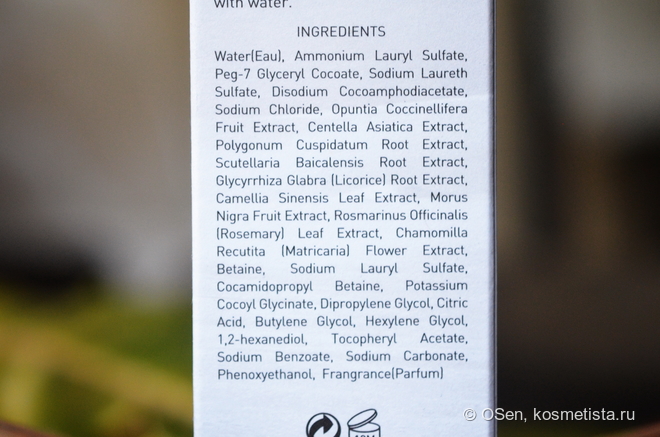 with water.
INGREDIENTS
Water(Eau), Ammonium Lauryl Sulfate,
Peg-7 Glyceryl Cocoate, Sodium Laureth
Sulfate, Disodium Cocoamphodiacetate,
Sodium Chloride, Opuntia Coccinellifera
Fruit Extract, Centella Asiatica Extract,
Polygonum Cuspidatum Root Extract,
Scutellaria Baicalensis Root Extract,
Glycyrrhiza Glabra (Licorice) Root Extract,
Camellia Sinensis Leaf Extract, Morus
Nigra Fruit Extract, Rosmarinus Officinalis
(Rosemary) Leaf Extract, Chamomilla
Recutita (Matricaria) Flower Extract,
Betaine, Sodium Lauryl Sulfate,
Cocamidopropyl Betaine, Potassium
Cocoyl Glycinate, Dipropylene Glycol, Citric
Acid, Butylene Glycol, Hexylene Glycol,
1,2-hexanediol, Tocopheryl Acetate,
Sodium Benzoate, Sodium Carbonate,
Phenoxyethanol, Frangrance(Parfum)
© OSen, kosmetista.ru